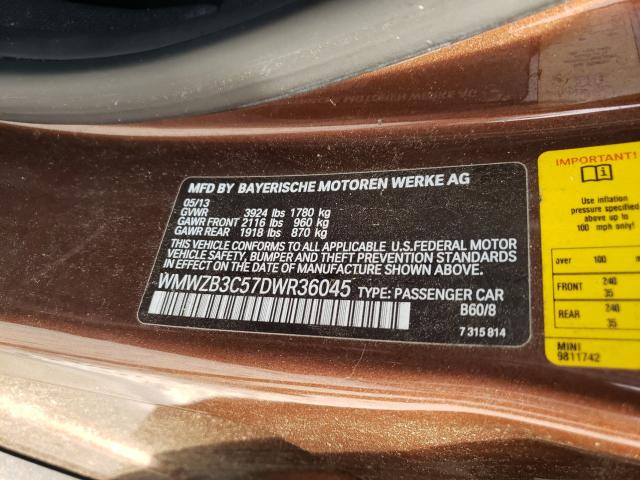 MFD BY BAYERISCHE MOTOREN WERKE AG
05/13
GVWR 3924 lbs 1780 kg
GAWR FRONT 2116 lbs 960 kg
GAWR REAR 1918 lbs 870 kg
THIS VEHICLE CONFORMS TO ALL APPLICABLE U.S. FEDERAL MOTOR
VEHICLE SAFETY, BUMPER AND THEFT PREVENTION STANDARDS
IN EFFECT ON THE DATE OF MANUFACTURE SHOWN ABOVE.
WMWZB3C57DWR36045 TYPE: PASSENGER CAR
B60/8
7 315 814
IMPORTANT!
Use inflation
pressure specified
above up to
100 mph only!
over 100
FRONT 240
35
REAR 240
35
MINI
9811742